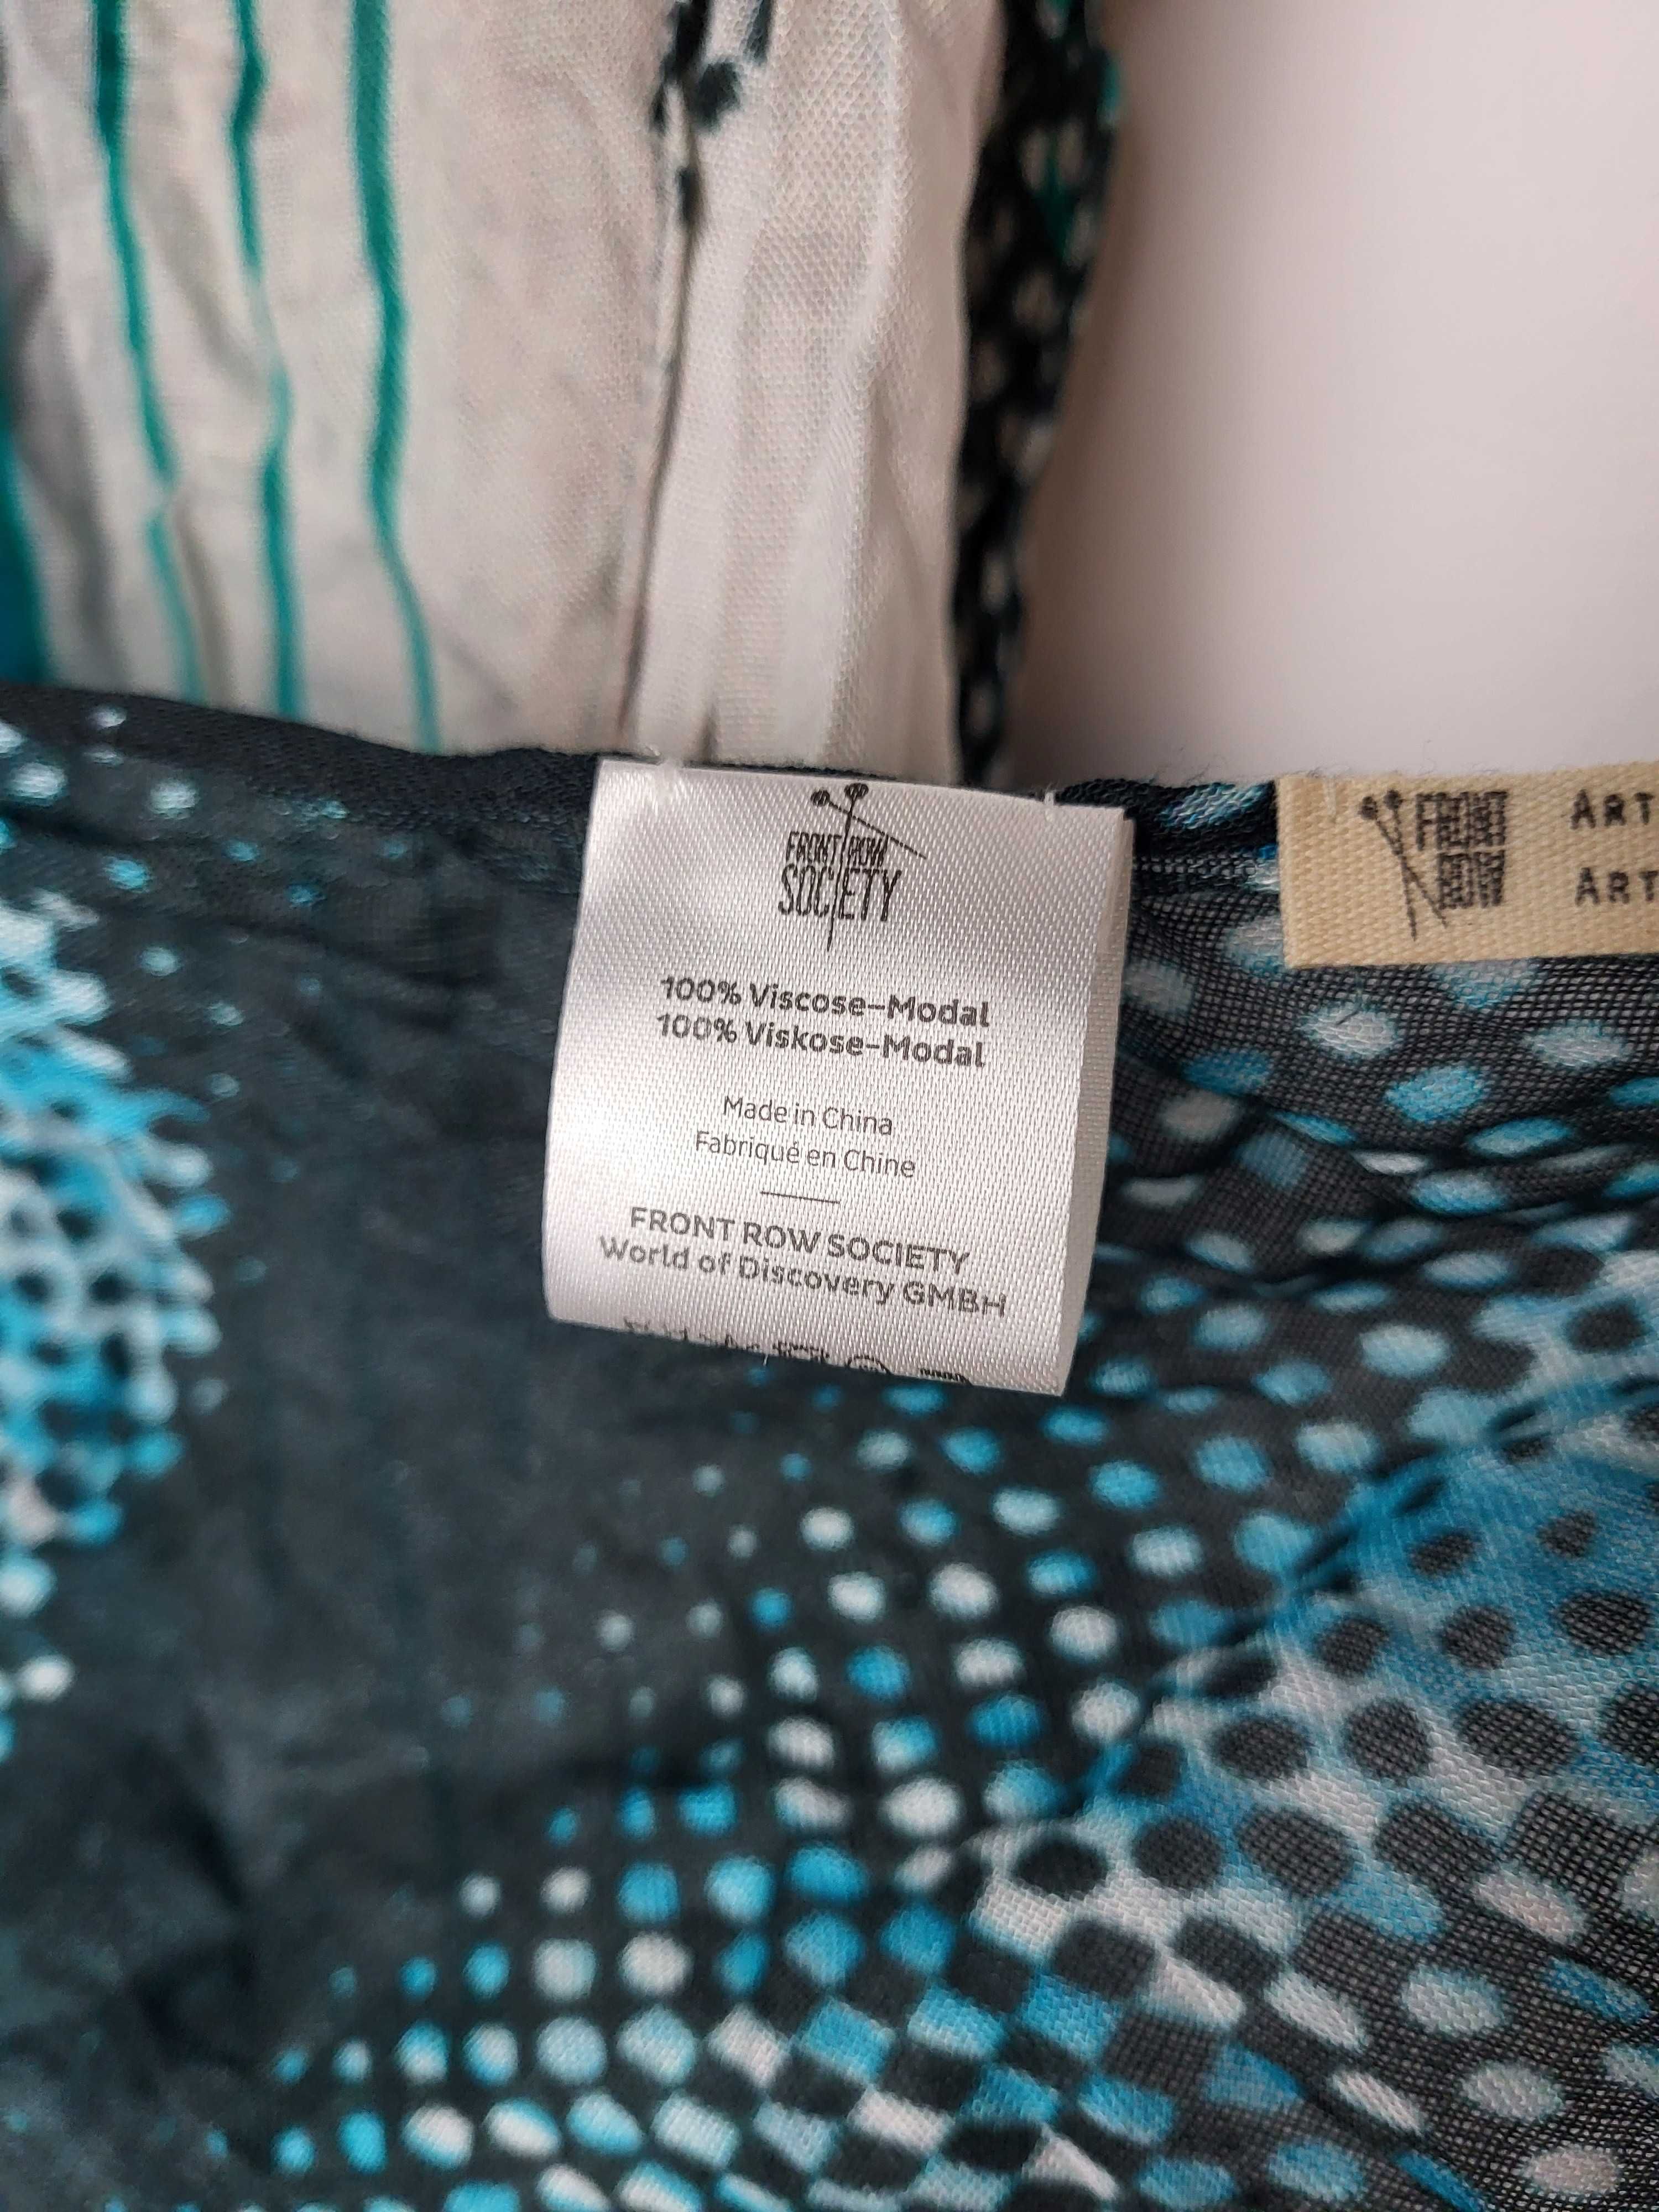 FRONT ROW
SOCIETY
100% Viscose–Modal
100% Viskose–Modal
Made in China
Fabriqué en Chine
FRONT ROW SOCIETY
World of Discovery GMBH
FRONT
ROW
ART
ART